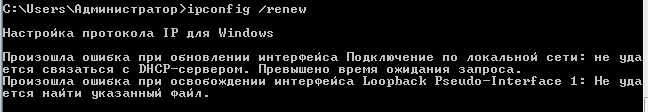 C:\Users\Администратор>ipconfig /renew
Настройка протокола IP для Windows
Произошла ошибка при обновлении интерфейса Подключение по локальной сети: не уда
ется связаться с DHCP-сервером. Превышено время ожидания запроса.
Произошла ошибка при освобождении интерфейса Loopback Pseudo-Interface 1: Не уда
ется найти указанный файл.